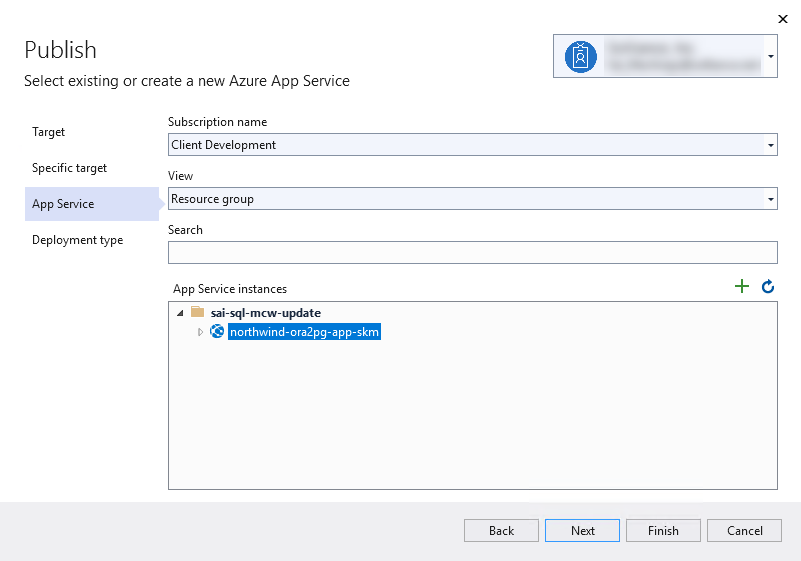 Publish
Select existing or create a new Azure App Service
Target
Specific target
App Service
Deployment type
Subscription name
Client Development
View
Resource group
Search
App Service instances
sai-sql-mcw-update
northwind-ora2pg-app-skm
Back
Next
Finish
Cancel